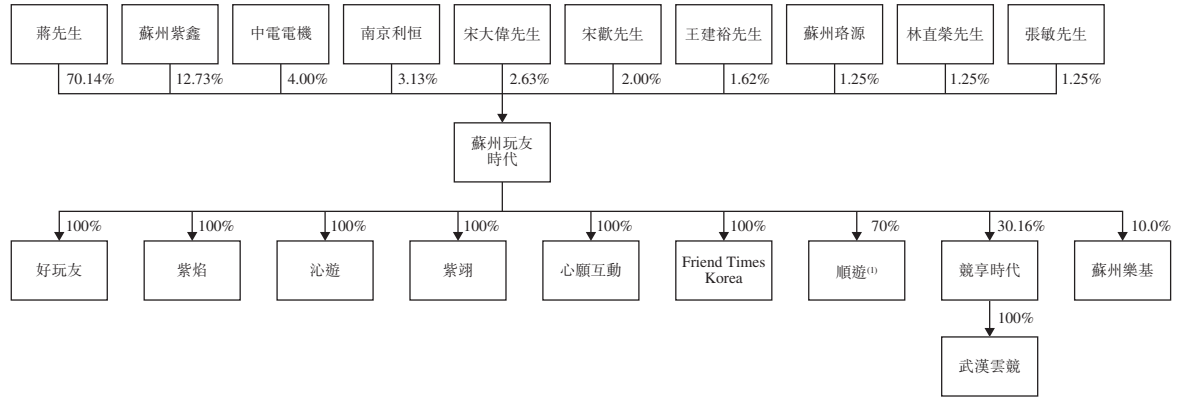 蔣先生
蘇州紫鑫
中電電機
南京利恒
宋大偉先生
宋歡先生
王建裕先生
蘇州珞源
林直榮先生
張敏先生
70.14%
12.73%
4.00%
3.13%
2.63%
2.00%
1.62%
1.25%
1.25%
1.25%
蘇州玩友
時代
100%
100%
100%
100%
100%
100%
70%
30.16%
10.0%
好玩友
紫焰
沁遊
紫翊
心願互動
Friend Times
Korea
順遊(1)
競享時代
蘇州樂基
100%
武漢雲競